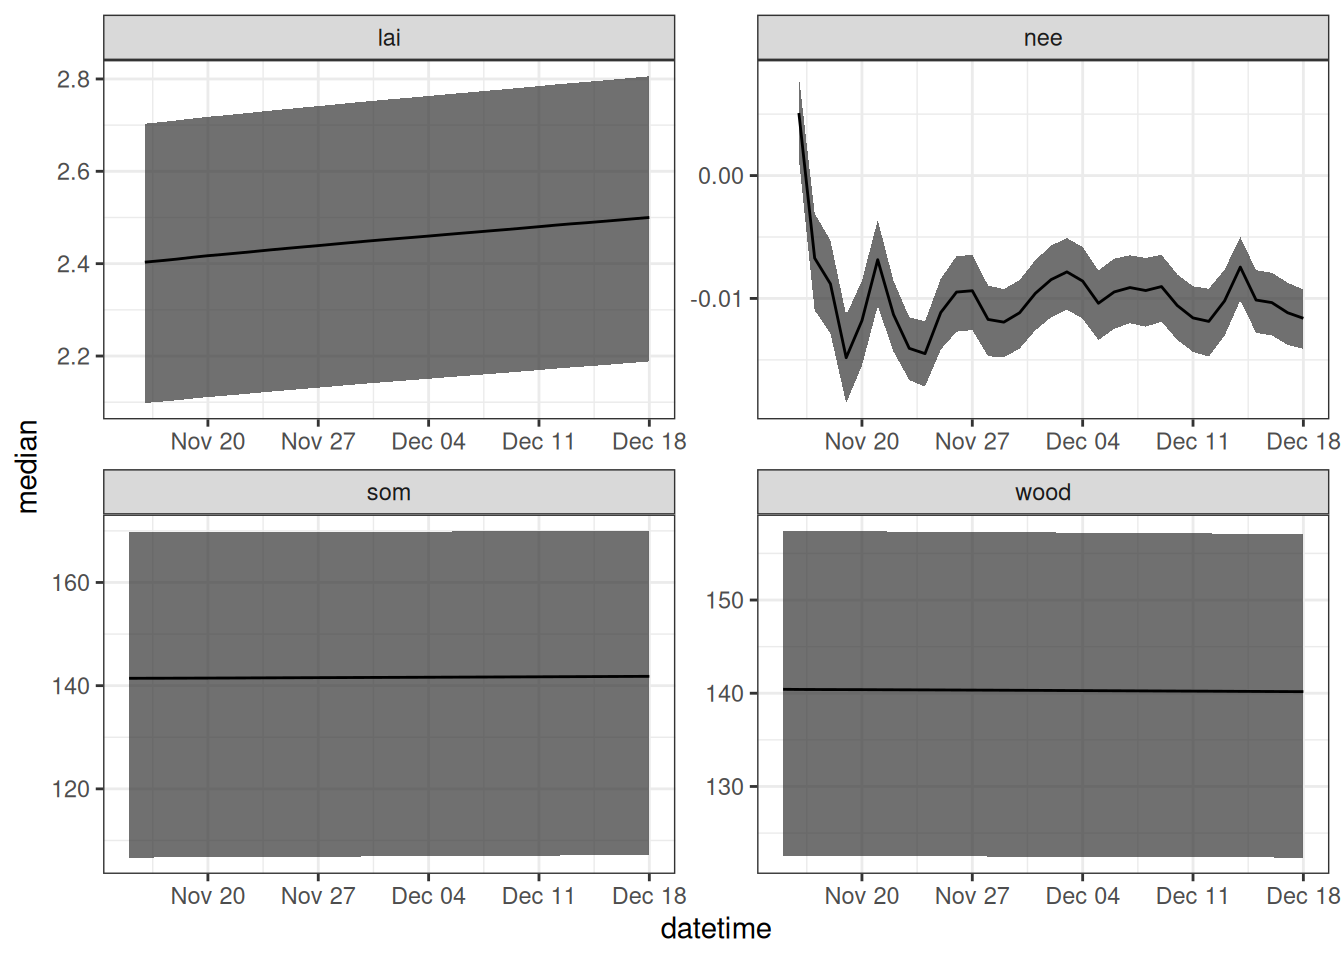 lai
nee
2.8
2.6
2.4
2.2
0.00
-0.01
Nov 20 Nov 27 Dec 04 Dec 11 Dec 18
Nov 20 Nov 27 Dec 04 Dec 11 Dec 18
median
som
wood
160
140
120
150
140
130
Nov 20 Nov 27 Dec 04 Dec 11 Dec 18
Nov 20 Nov 27 Dec 04 Dec 11 Dec 18
datetime